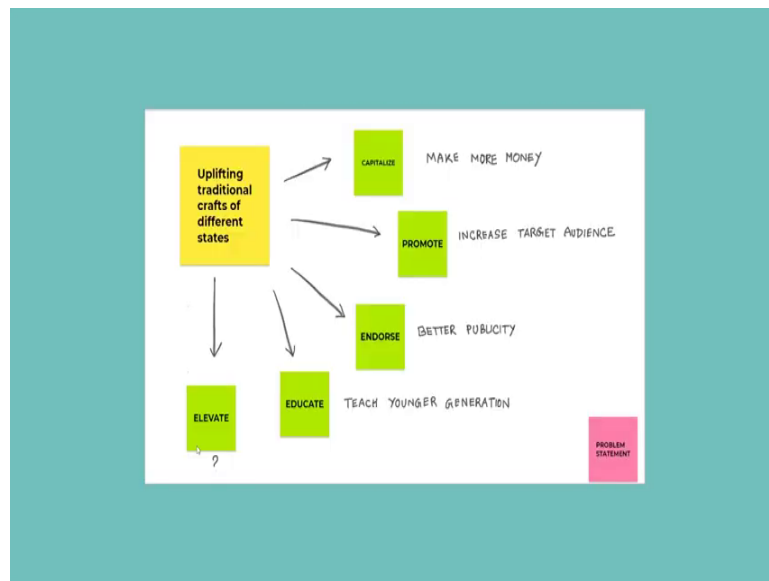 Uplifting
traditional
crafts of
different
states
CAPITALIZE
MAKE MORE MONEY
PROMOTE
INCREASE TARGET AUDIENCE
ENDORSE
BETTER PUBLICITY
EDUCATE
TEACH YOUNGER GENERATION
ELEVATE
?
PROBLEM
STATEMENT